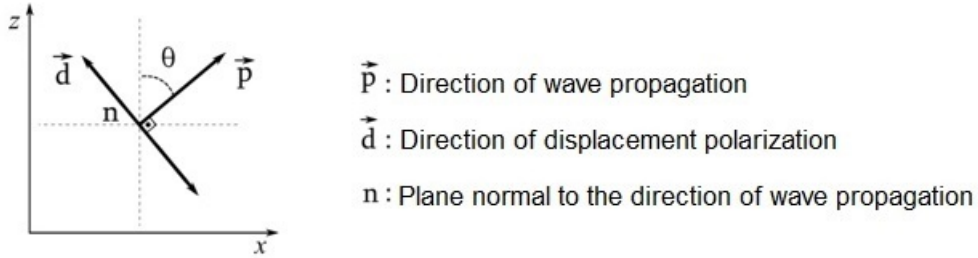 z
θ
d⃗
p⃗
n
x
p⃗ : Direction of wave propagation
d⃗ : Direction of displacement polarization
n : Plane normal to the direction of wave propagation